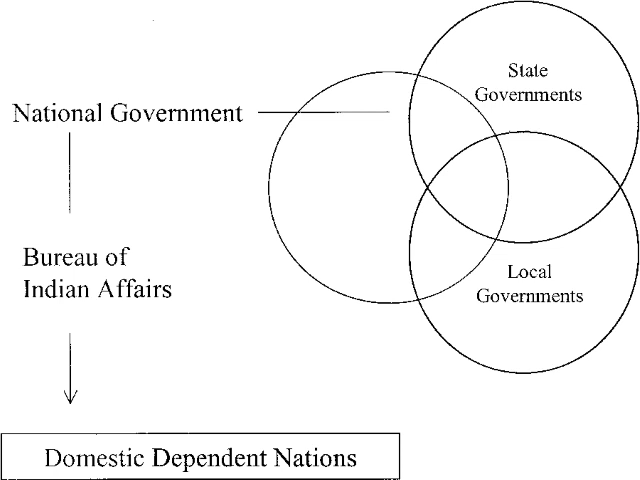 State
Governments
National Government
Bureau of
Indian Affairs
Local
Governments
Domestic Dependent Nations